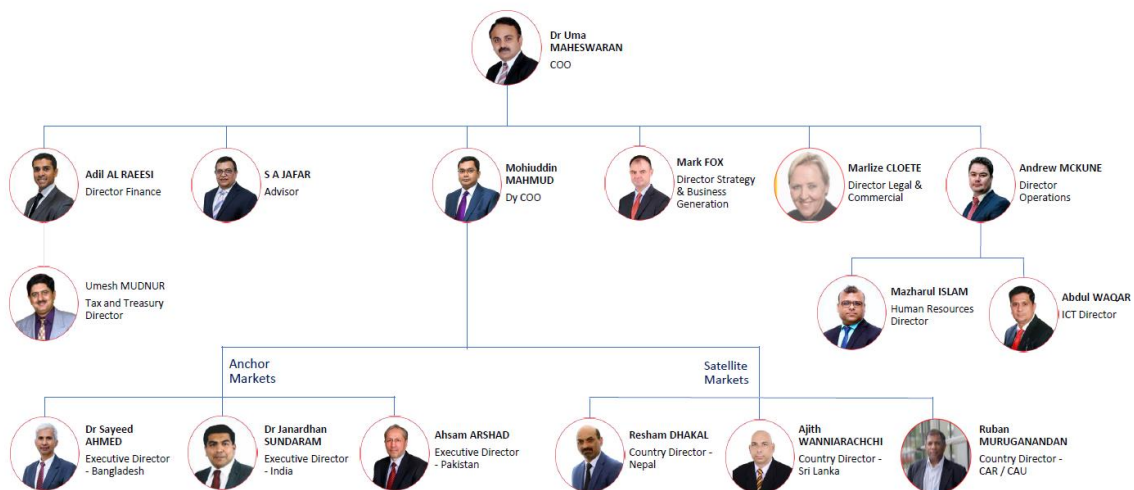 Dr Uma
MAHESWARAN
COO
Adil AL RAEESI
Director Finance
S A JAFAR
Advisor
Mohiuddin
MAHMUD
Dy COO
Mark FOX
Director Strategy
& Business
Generation
Marlize CLOETE
Director Legal &
Commercial
Andrew MCKUNE
Director
Operations
Umesh MUDNUR
Tax and Treasury
Director
Mazharul ISLAM
Human Resources
Director
Abdul WAQAR
ICT Director
Anchor
Markets
Satellite
Markets
Dr Sayeed
AHMED
Executive Director
- Bangladesh
Dr Janardhan
SUNDARAM
Executive Director
- India
Ahsam ARSHAD
Executive Director
- Pakistan
Resham DHAKAL
Country Director -
Nepal
Ajith
WANNIARACHCHI
Country Director -
Sri Lanka
Ruban
MURUGANANDAN
Country Director -
CAR / CAU